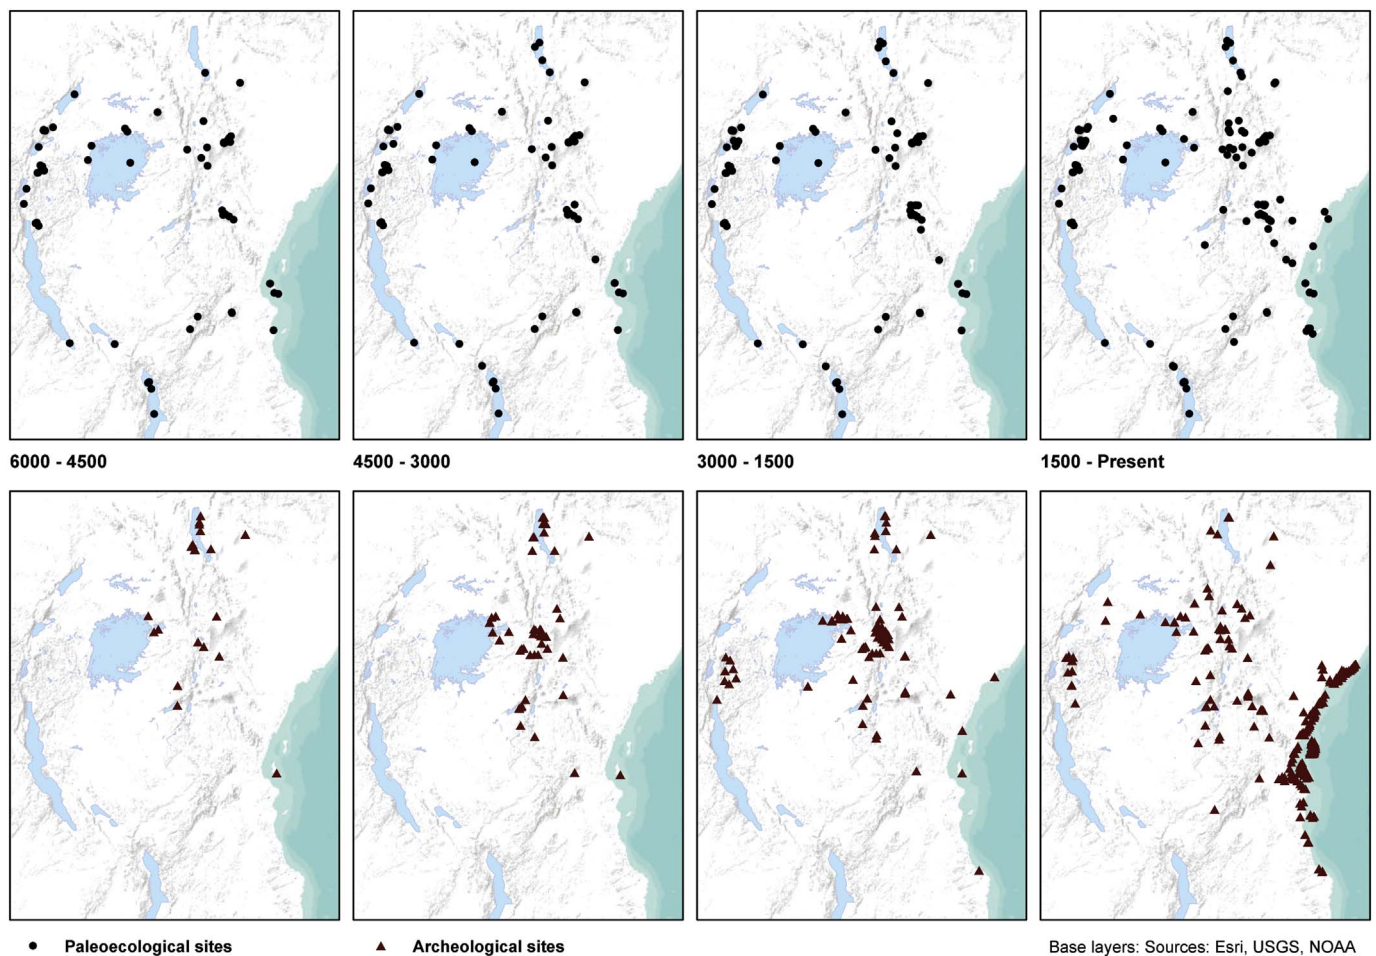 6000 - 4500
4500 - 3000
3000 - 1500
1500 - Present
Paleoecological sites
Archeological sites
Base layers: Sources: Esri, USGS, NOAA